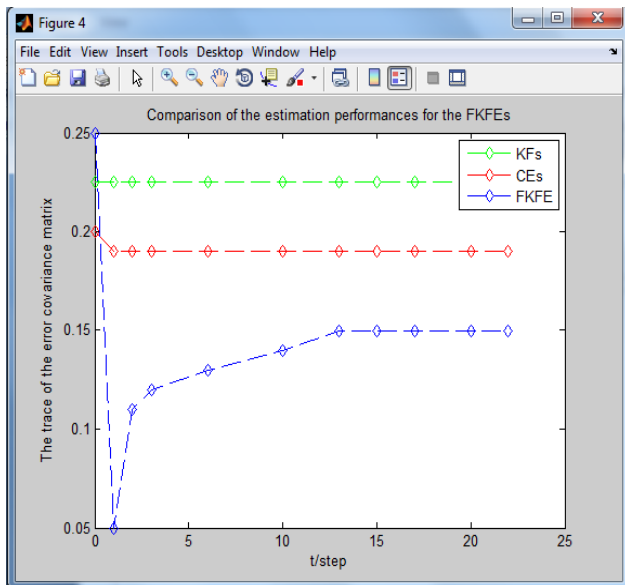 Figure 4
File Edit View Insert Tools Desktop Window Help
Comparison of the estimation performances for the FKFEs
The trace of the error covariance matrix
0.25
0.2
0.15
0.1
0.05
KFs
CEs
FKFE
0 5 10 15 20 25
t/step